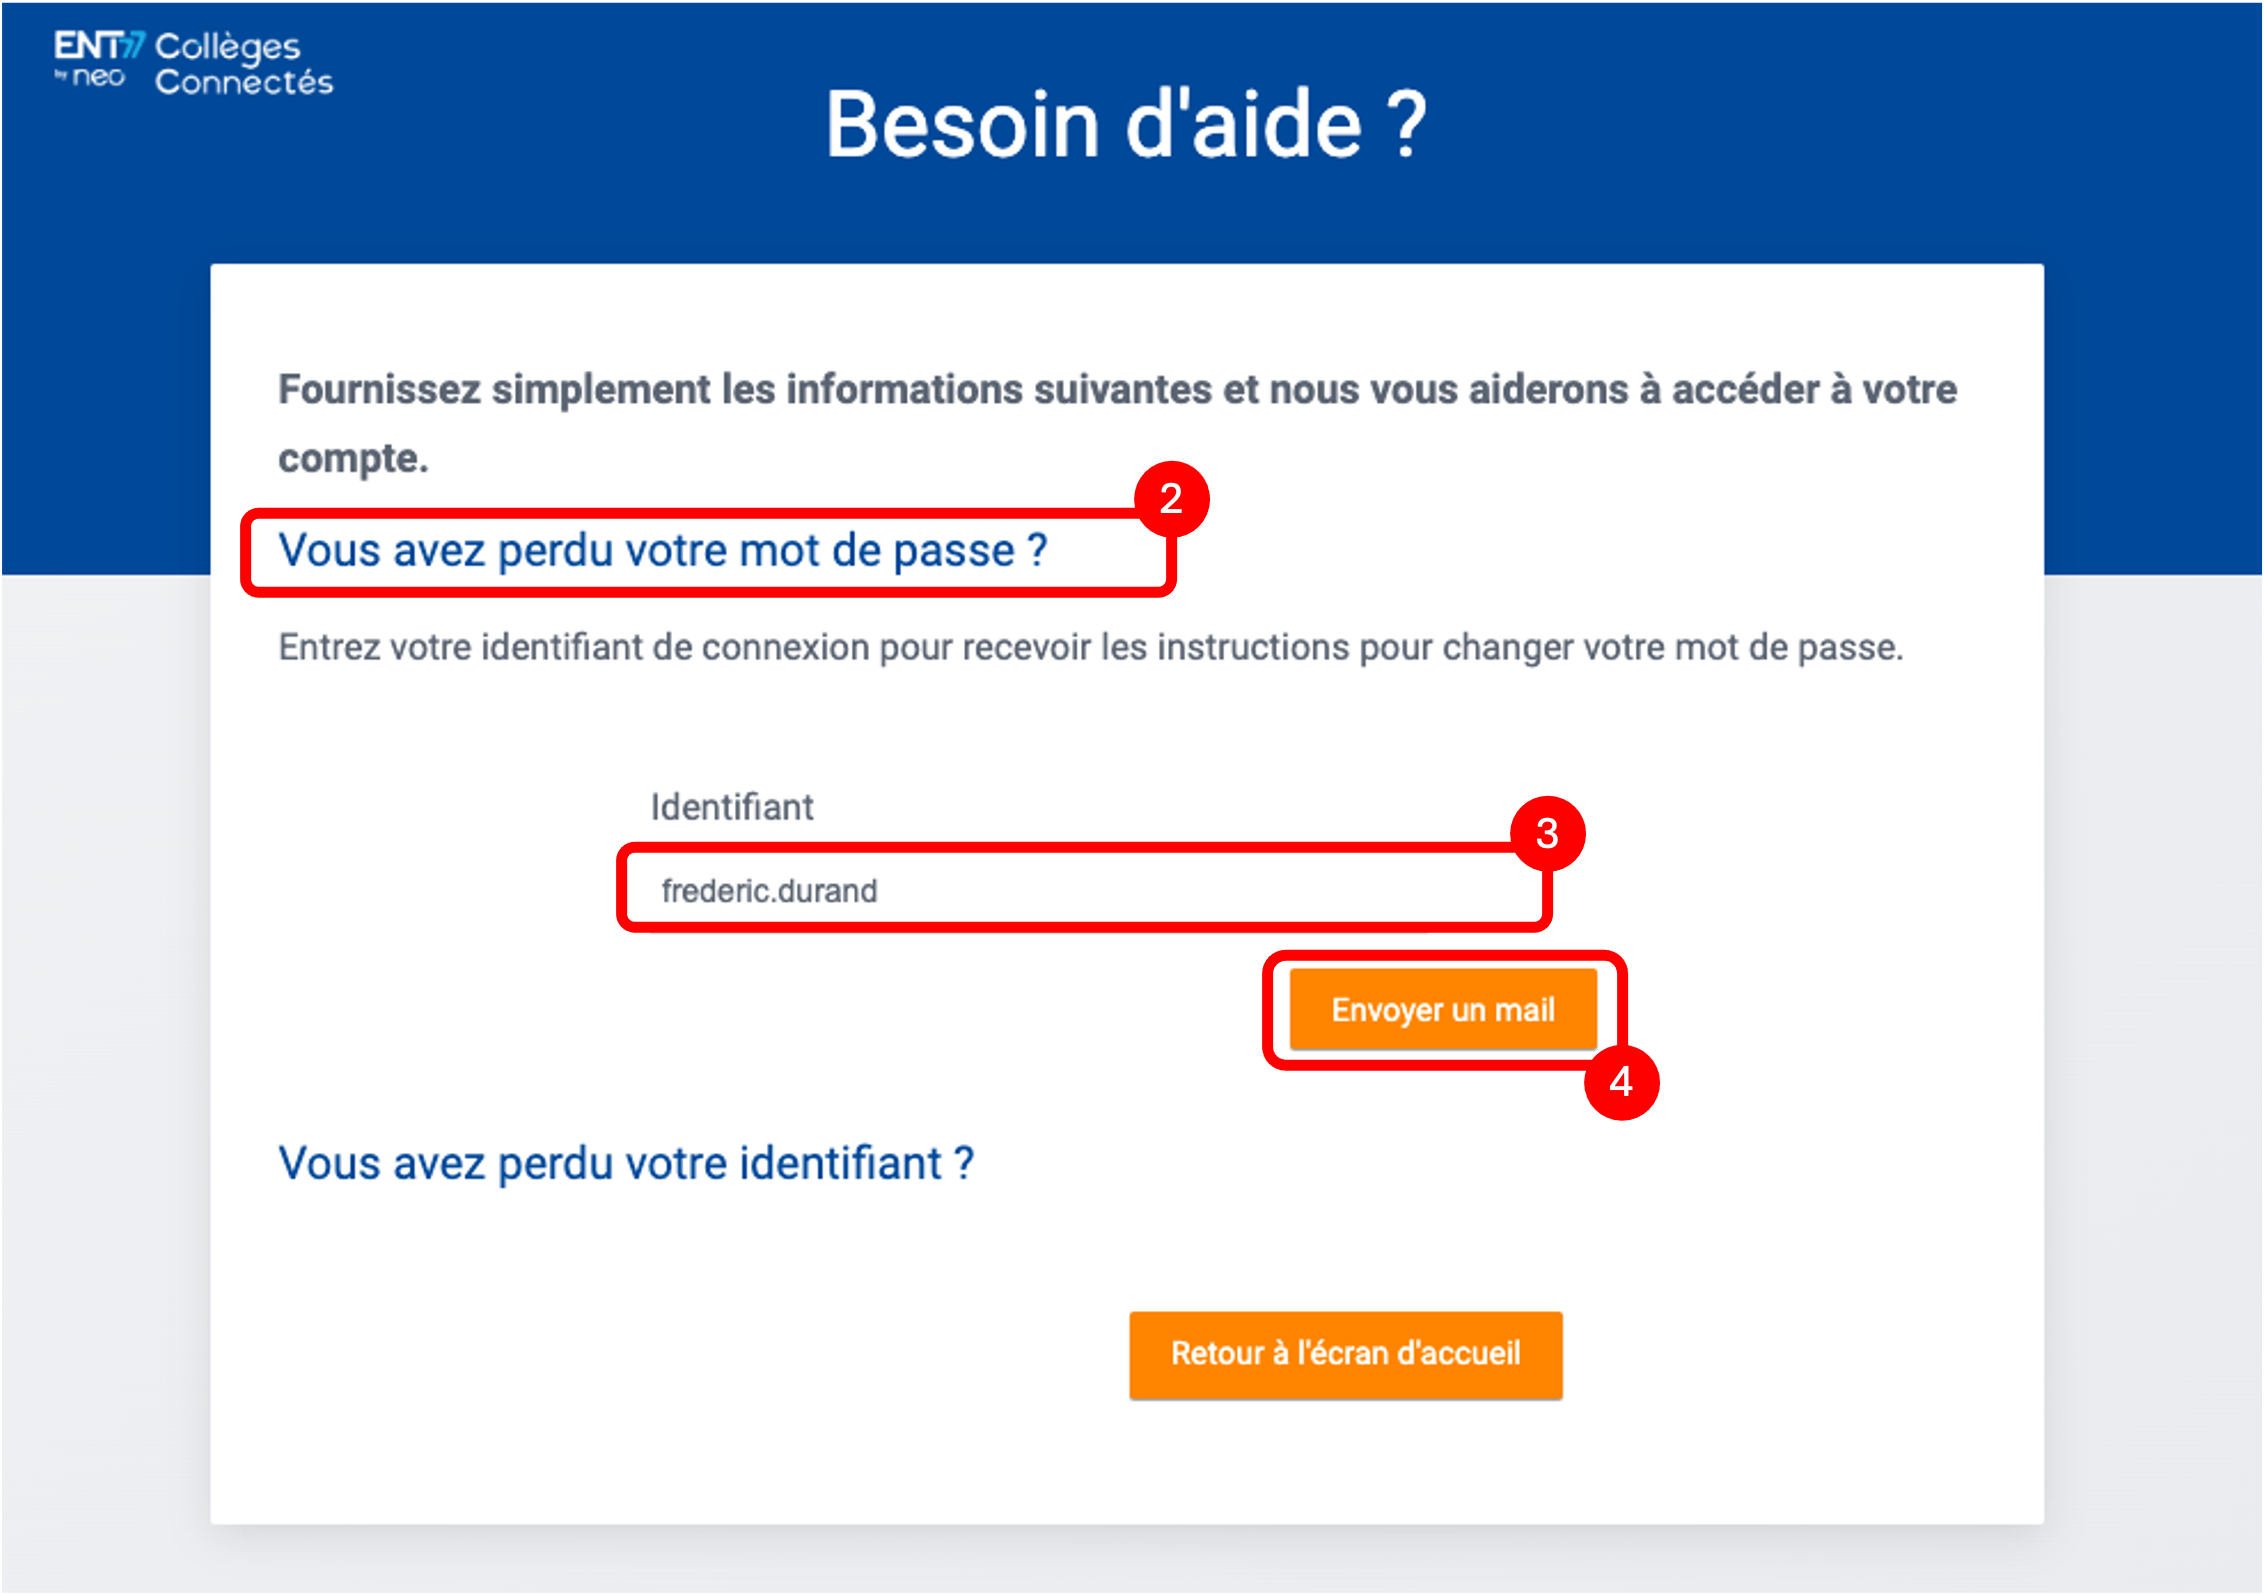 ENT77 Collèges
by neo Connectés
Besoin d'aide ?
Fournissez simplement les informations suivantes et nous vous aiderons à accéder à votre
compte.
2
Vous avez perdu votre mot de passe ?
Entrez votre identifiant de connexion pour recevoir les instructions pour changer votre mot de passe.
Identifiant
3
frederic.durand
Envoyer un mail
4
Vous avez perdu votre identifiant ?
Retour à l'écran d'accueil